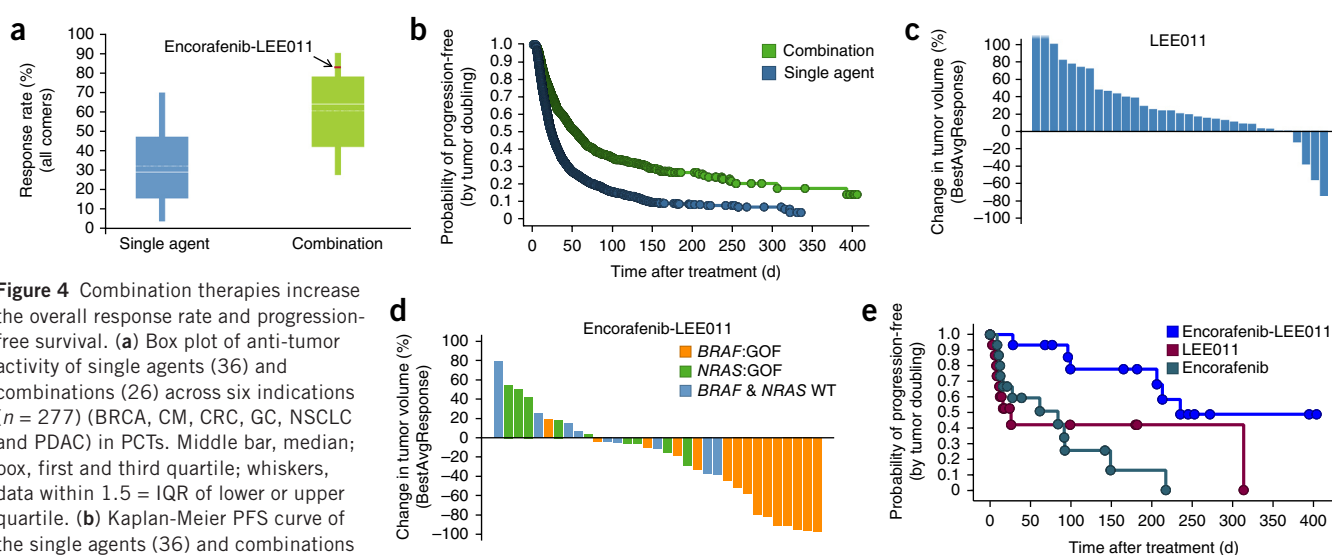 a
Response rate (%)
(all comers)
100
90
80
70
60
50
40
30
20
10
0
Encorafenib-LEE011
Single agent
Combination
b
Probability of progression-free
(by tumor doubling)
1.0
0.9
0.8
0.7
0.6
0.5
0.4
0.3
0.2
0.1
0
Combination
Single agent
0 50 100 150 200 250 300 350 400
Time after treatment (d)
c
Change in tumor volume (%)
(BestAvgResponse)
LEE011
100
80
60
40
20
0
−20
−40
−60
−80
−100
Figure 4 Combination therapies increase
the overall response rate and progression-
free survival. (a) Box plot of anti-tumor
activity of single agents (36) and
combinations (26) across six indications
(n = 277) (BRCA, CM, CRC, GC, NSCLC
and PDAC) in PCTs. Middle bar, median;
box, first and third quartile; whiskers,
data within 1.5 = IQR of lower or upper
quartile. (b) Kaplan-Meier PFS curve of
the single agents (36) and combinations
d
Change in tumor volume (%)
(BestAvgResponse)
Encorafenib-LEE011
100
80
60
40
20
0
−20
−40
−60
−80
−100
BRAF:GOF
NRAS:GOF
BRAF & NRAS WT
e
Probability of progression-free
(by tumor doubling)
1.0
0.9
0.8
0.7
0.6
0.5
0.4
0.3
0.2
0.1
0
Encorafenib-LEE011
LEE011
Encorafenib
0 50 100 150 200 250 300 350 400
Time after treatment (d)